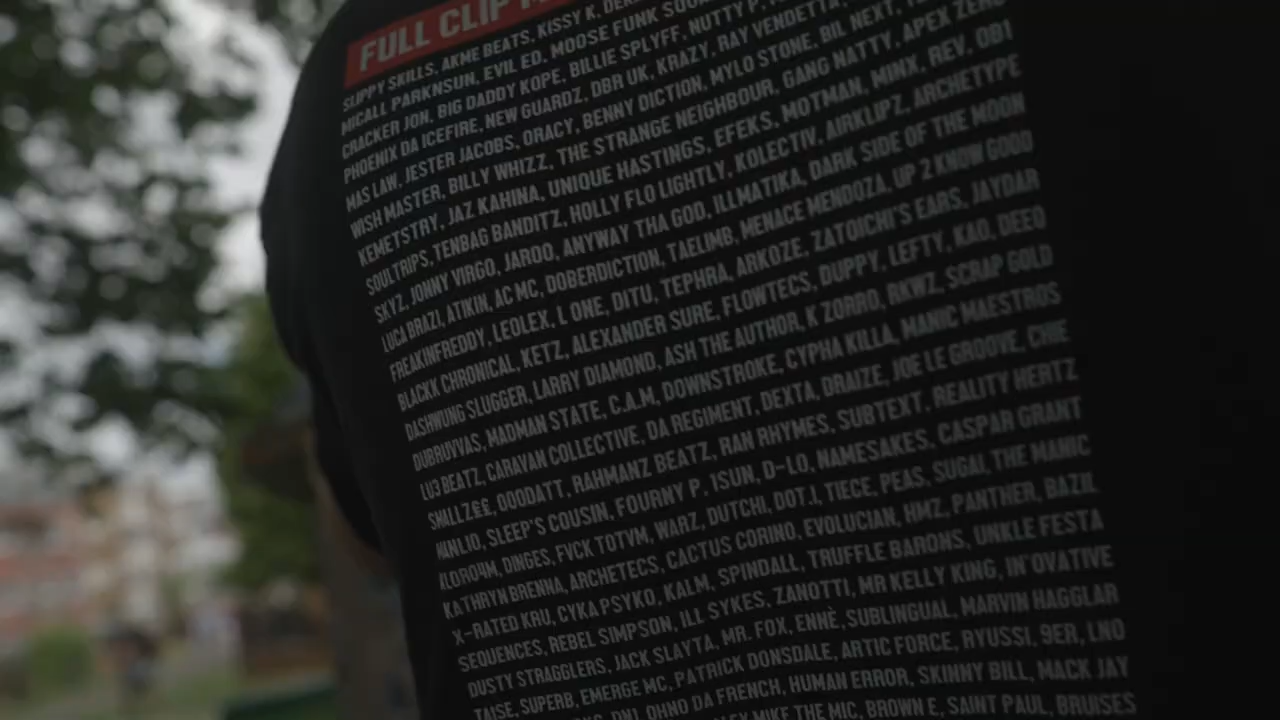 FULL CLIP
SLIPPY SKILLS, AKME BEATS, KISSY K,
MICALL PARKNSUN, EVIL ED, MOOSE FUNK
CRACKER JON, BIG DADDY KOPE, BILLIE SPLYFF, NUTTY P,
PHOENIX DA ICEFIRE, NEW GUARDZ, DBR UK, KRAZY, RAY VENDETTA,
MAS LAW, JESTER JACOBS, ORACY, BENNY DICTION, MYLO STONE, BIL NEXT,
WISH MASTER, BILLY WHIZZ, THE STRANGE NEIGHBOUR, GANG NATTY, APEX ZERO
KEMETSTRY, JAZ KAHINA, UNIQUE HASTINGS, EFEKS, MOTMAN, MINX, REV, OB1
SOULTRIPS, TENBAG BANDITZ, HOLLY FLO LIGHTLY, KOLECTIV, AIRKLIPZ, ARCHETYPE
SKYZ, JONNY VIRGO, JAROO, ANYWAY THA GOD, ILLMATIKA, DARK SIDE OF THE MOON
LUCA BRAZI, ATIKIN, AC MC, DOBERDICTION, TAELIMB, MENACE MENDOZA, UP 2 KNOW GOOD
FREAKINFREDDY, LEOLEX, L ONE, DITU, TEPHRA, ARKOZE, ZATOICHI'S EARS, JAYDAR
BLACKX CHRONICAL, KETZ, ALEXANDER SURE, FLOWTECS, DUPPY, LEFTY, KAO, DEEQ
DASHWUNG SLUGGER, LARRY DIAMOND, ASH THE AUTHOR, K ZORRO, RKWZ, SCRAP GOLD
DUBRUVVAS, MADMAN STATE, C.A.M, DOWNSTROKE, CYPHA KILLA, MANIC MAESTROS
LU3 BEATZ, CARAVAN COLLECTIVE, DA REGIMENT, DEXTA, DRAIZE, JOE LE GROOVE, CHIE
SMALLZ££, OOODATT, RAHMANZ BEATZ, RAN RHYMES, SUBTEXT, REALITY HERTZ
MANLIO, SLEEP'S COUSIN, FOURNY P, ISUN, D-LO, NAMESAKES, CASPAR GRANT
KLORO4M, DINGES, FVCK TOTVM, WARZ, DUTCHI, DOT.1, TIECE, PEAS, SUGAI, THE MANIC
KATHRYN BRENNA, ARCHETECS, CACTUS CORINO, EVOLUCIAN, HMZ, PANTHER, BAZIL
X-RATED KRU, CYKA PSYKO, KALM, SPINDALL, TRUFFLE BARONS, UNKLE FESTA
SEQUENCES, REBEL SIMPSON, ILL SYKES, ZANOTTI, MR KELLY KING, IN'OVATIVE
DUSTY STRAGGLERS, JACK SLAYTA, MR. FOX, ENNÈ, SUBLINGUAL, MARVIN HAGGLAR
TAISE, SUPERB, EMERGE MC, PATRICK DONSDALE, ARTIC FORCE, RYUSSI, 9ER, LNO
DNJ, OHNO DA FRENCH, HUMAN ERROR, SKINNY BILL, MACK JAY
MIKE THE MIC, BROWN E, SAINT PAUL, BRUISES